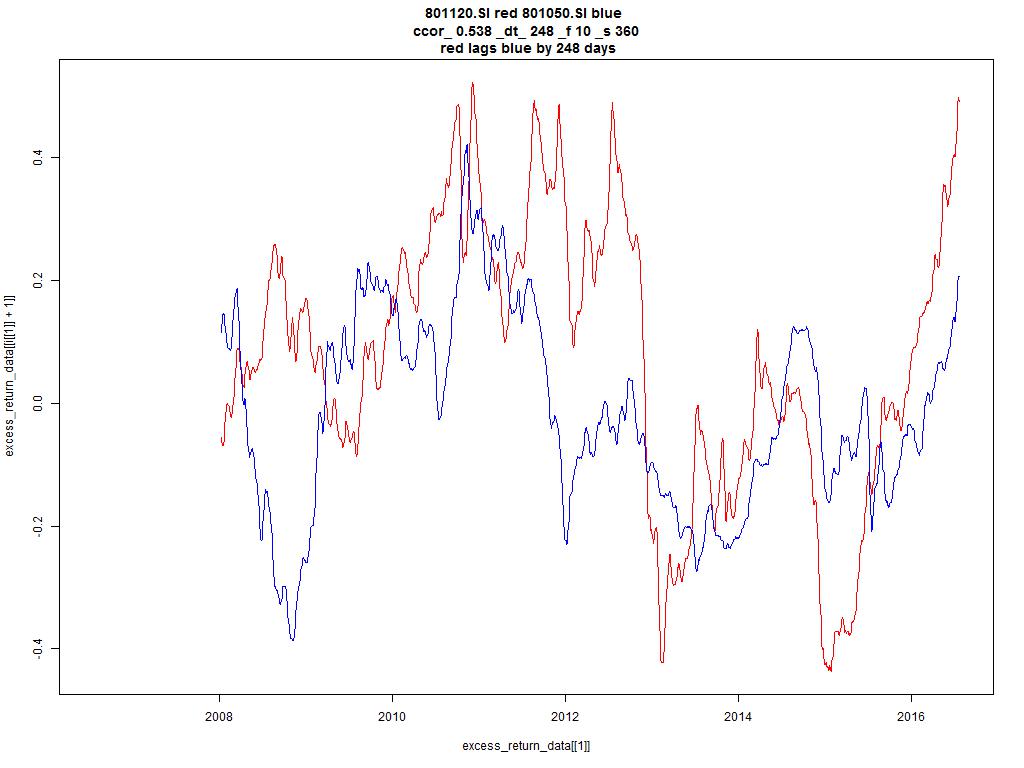 801120.SI red 801050.SI blue
ccor_ 0.538 _dt_ 248 _f 10 _s 360
red lags blue by 248 days
0.4
0.2
0.0
-0.2
-0.4
excess_return_data[[i[[1]] + 1]]
2008 2010 2012 2014 2016
excess_return_data[[1]]